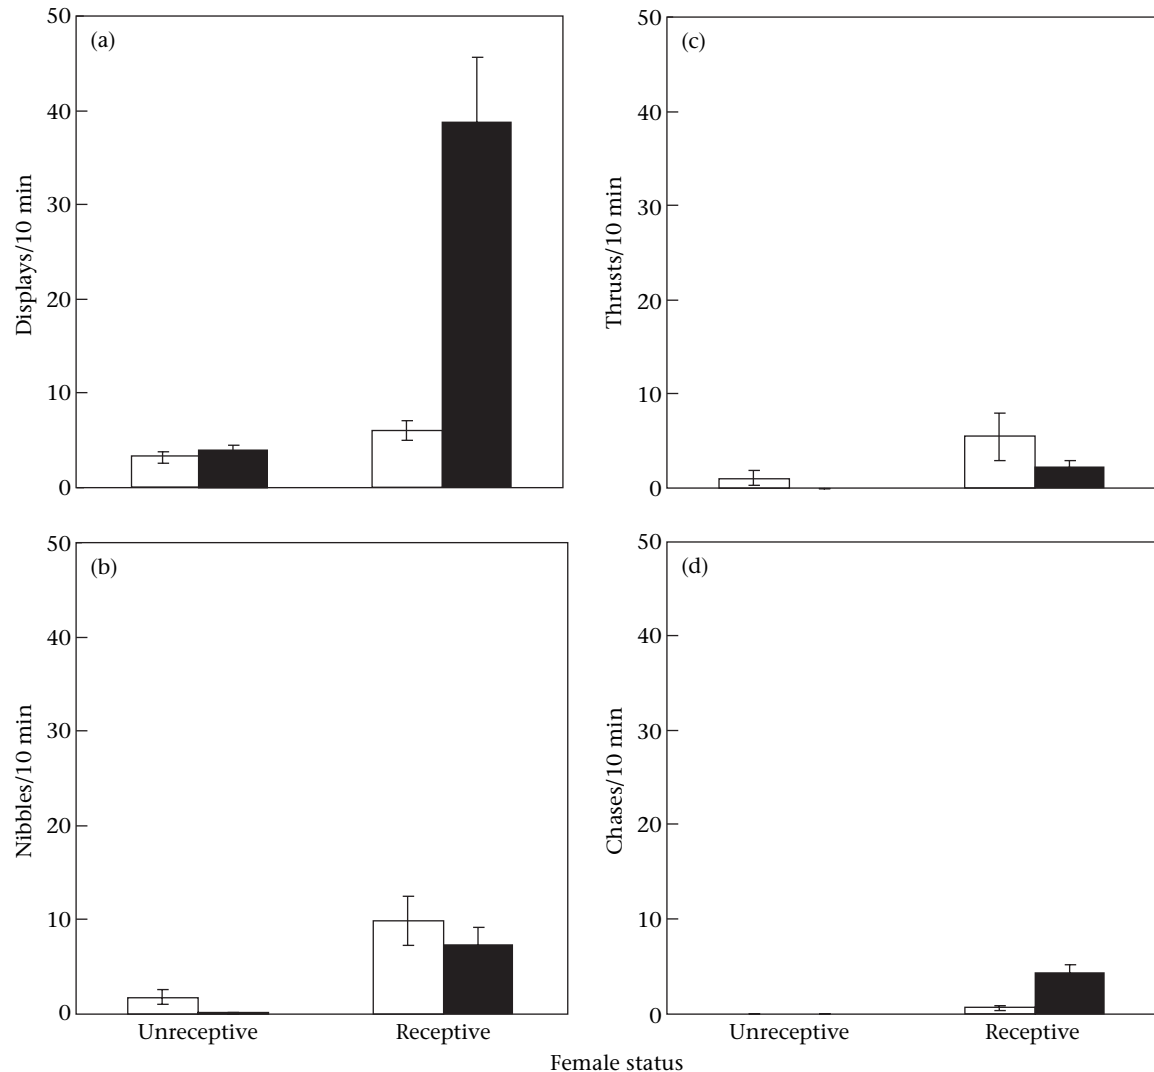 (a)
Displays/10 min
50
40
30
20
10
0
(c)
Thrusts/10 min
50
40
30
20
10
0
(b)
Nibbles/10 min
50
40
30
20
10
0
Unreceptive Receptive
(d)
Chases/10 min
50
40
30
20
10
0
Unreceptive Receptive
Female status